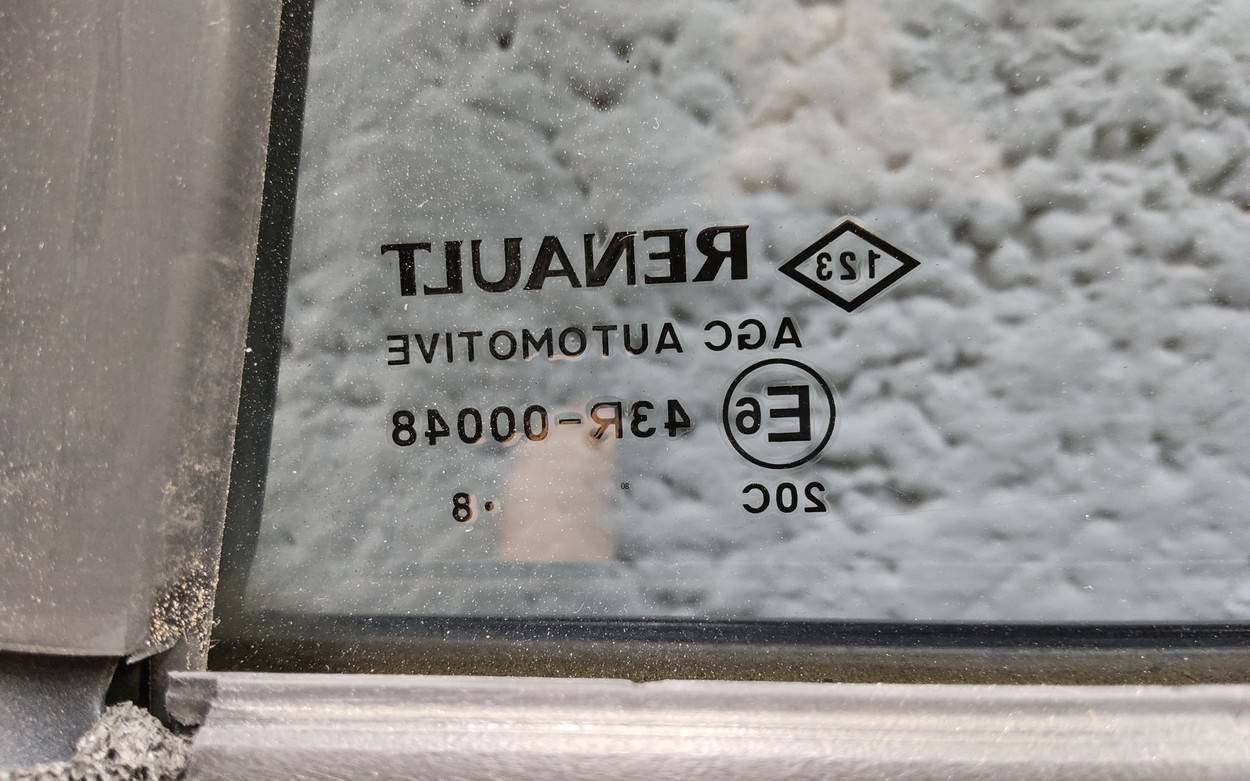 123 RENAULT
AGC AUTOMOTIVE
E6 43R-00048
20C · 8